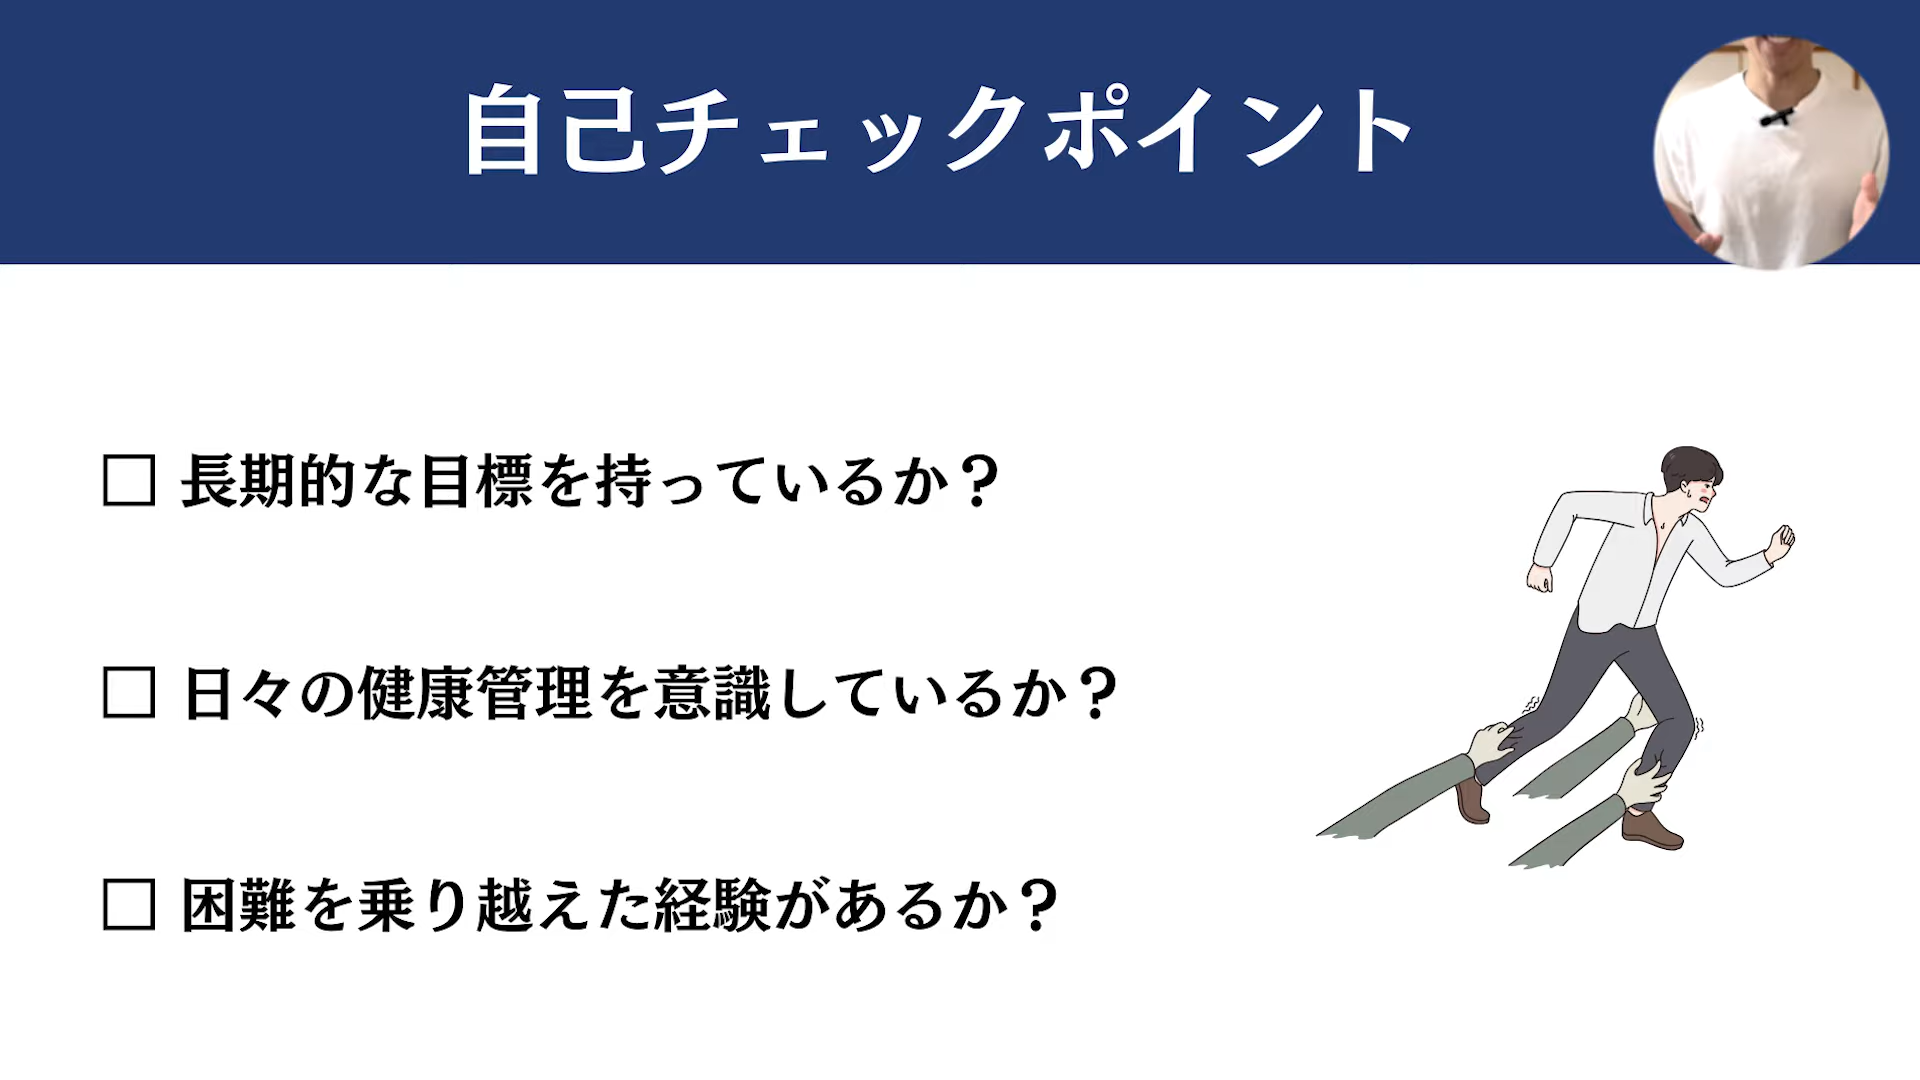 自己チェックポイント
□ 長期的な目標を持っているか？
□ 日々の健康管理を意識しているか？
□ 困難を乗り越えた経験があるか？